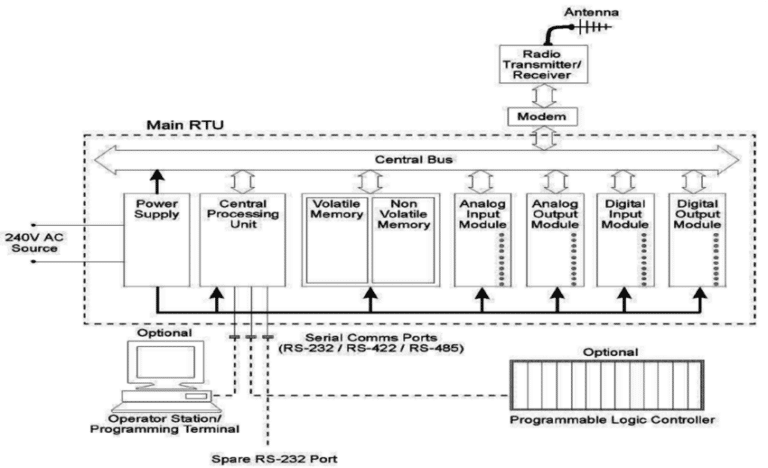 Antenna
Radio
Transmitter/
Receiver
Modem
Main RTU
Central Bus
Power
Supply
Central
Processing
Unit
Volatile
Memory
Non
Volatile
Memory
Analog
Input
Module
Analog
Output
Module
Digital
Input
Module
Digital
Output
Module
240V AC
Source
Optional
Serial Comms Ports
(RS-232 / RS-422 / RS-485)
Optional
Operator Station/
Programming Terminal
Programmable Logic Controller
Spare RS-232 Port